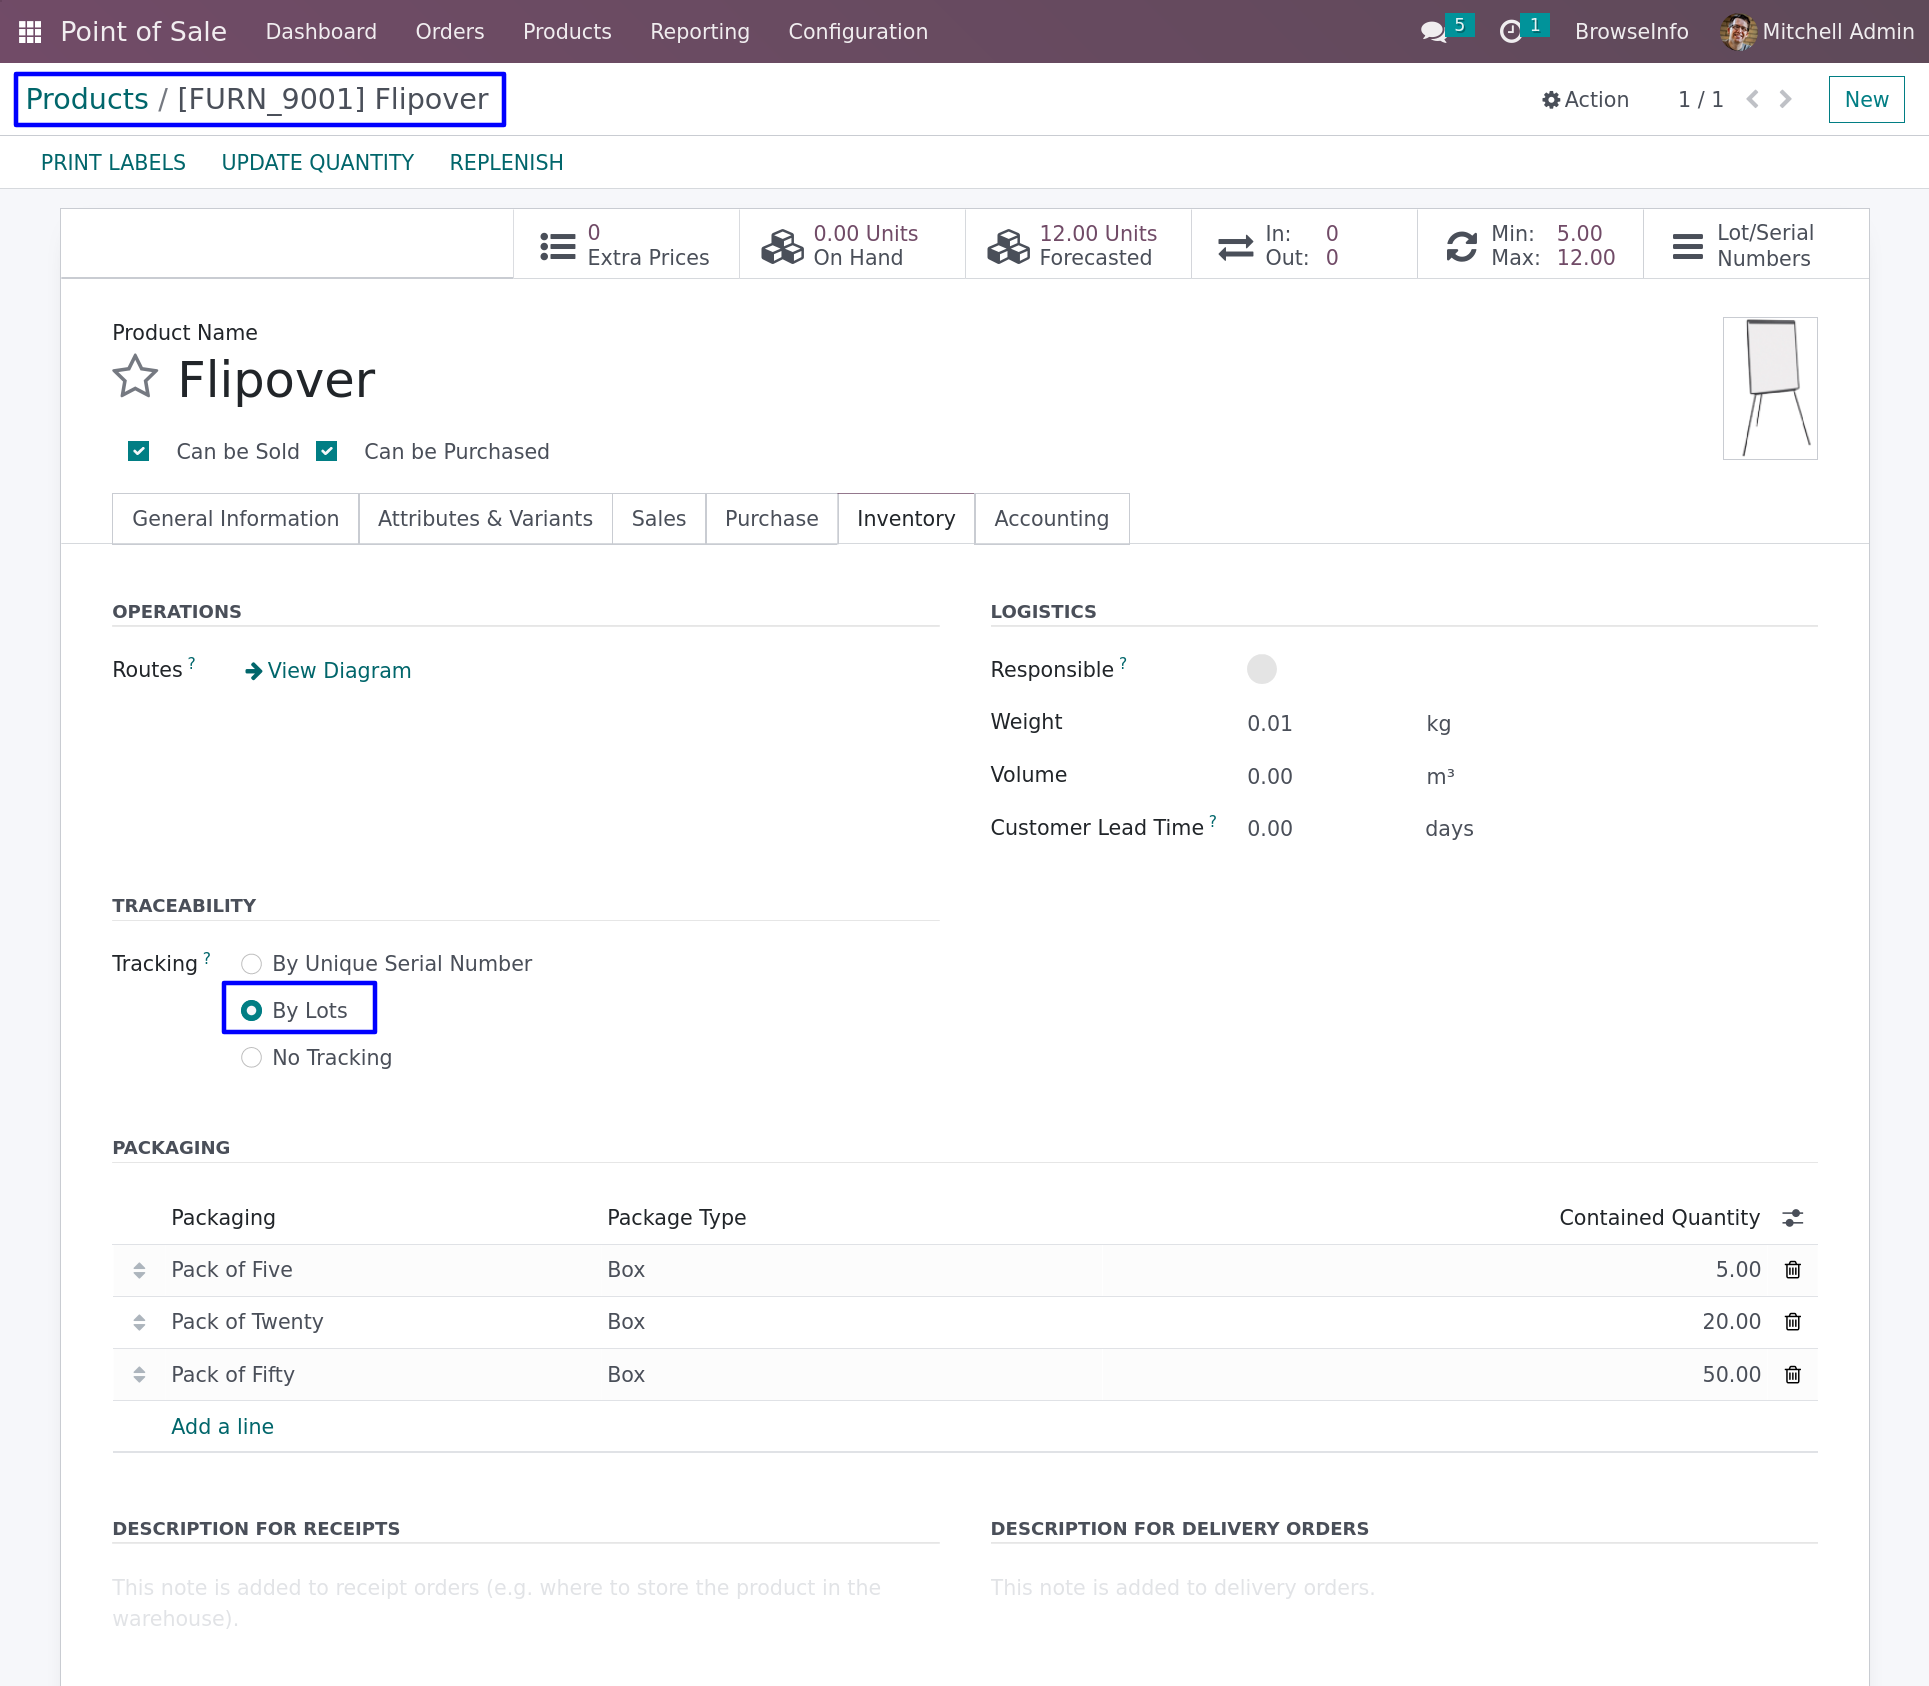 Point of Sale Dashboard Orders Products Reporting Configuration 5 1 BrowseInfo Mitchell Admin
Products / [FURN_9001] Flipover Action 1 / 1 New
PRINT LABELS UPDATE QUANTITY REPLENISH
0 Extra Prices
0.00 Units On Hand
12.00 Units Forecasted
In: 0
Out: 0
Min: 5.00
Max: 12.00
Lot/Serial Numbers
Product Name
Flipover
Can be Sold Can be Purchased
General Information Attributes & Variants Sales Purchase Inventory Accounting
OPERATIONS
Routes ? View Diagram
LOGISTICS
Responsible ?
Weight 0.01 kg
Volume 0.00 m³
Customer Lead Time ? 0.00 days
TRACEABILITY
Tracking ? By Unique Serial Number
By Lots
No Tracking
PACKAGING
Packaging Package Type Contained Quantity
Pack of Five Box 5.00
Pack of Twenty Box 20.00
Pack of Fifty Box 50.00
Add a line
DESCRIPTION FOR RECEIPTS
This note is added to receipt orders (e.g. where to store the product in the
warehouse).
DESCRIPTION FOR DELIVERY ORDERS
This note is added to delivery orders.